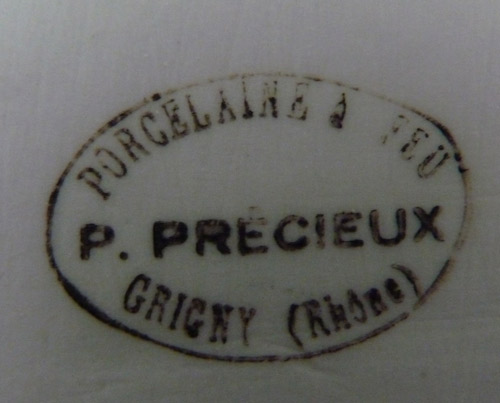 PORCELAINE A FEU
P. PRÉCIEUX
GRIGNY (Rhône)